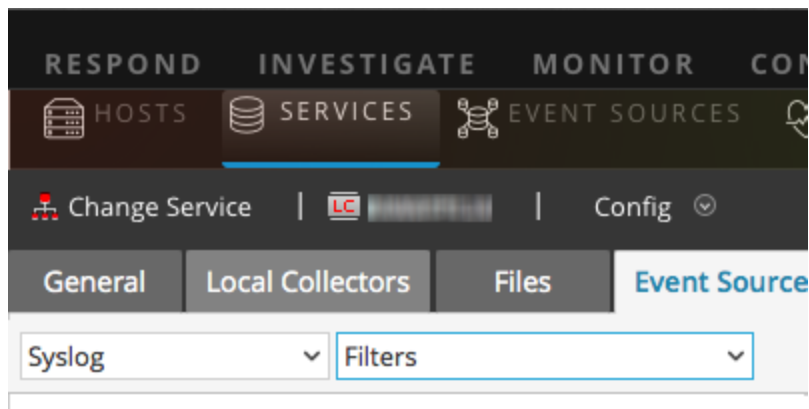 RESPOND INVESTIGATE MONITOR CON
HOSTS SERVICES EVENT SOURCES
Change Service | LC | Config
General Local Collectors Files Event Source
Syslog Filters